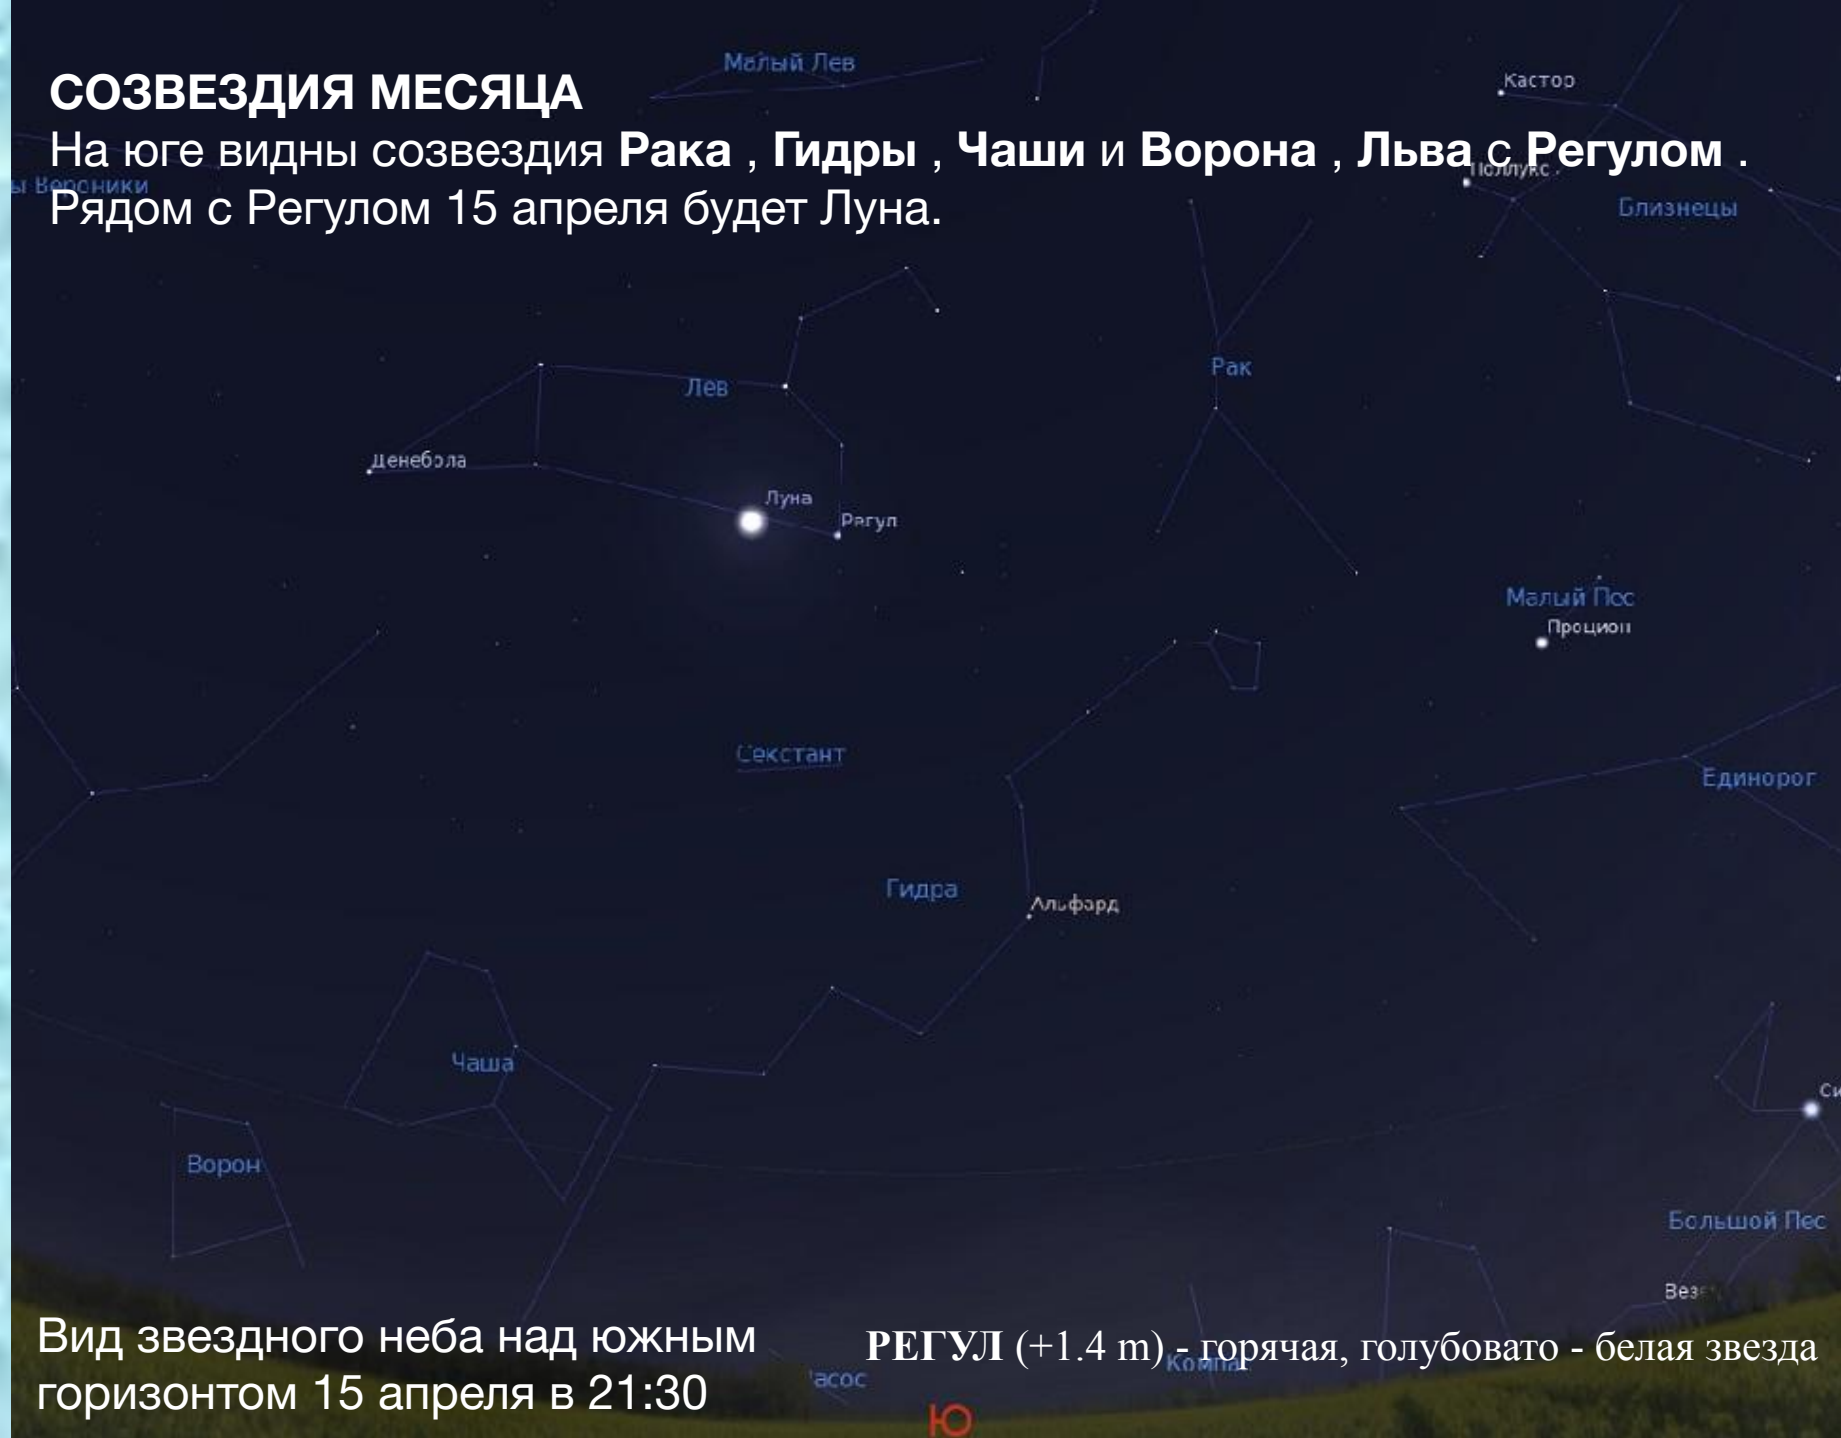 Малый Лев
СОЗВЕЗДИЯ МЕСЯЦА
Кастор
На юге видны созвездия Рака , Гидры , Чаши и Ворона , Льва с Регулом .
Поллукс
Вероники
Рядом с Регулом 15 апреля будет Луна.
Близнецы
Рак
Лев
Денебола
Луна
Регул
Малый Пес
Процион
Секстант
Единорог
Гидра
Альфард
Чаша
Ворон
Большой Пес
Вид звездного неба над южным
горизонтом 15 апреля в 21:30
РЕГУЛ (+1.4 m) - горячая, голубовато - белая звезда
Ю